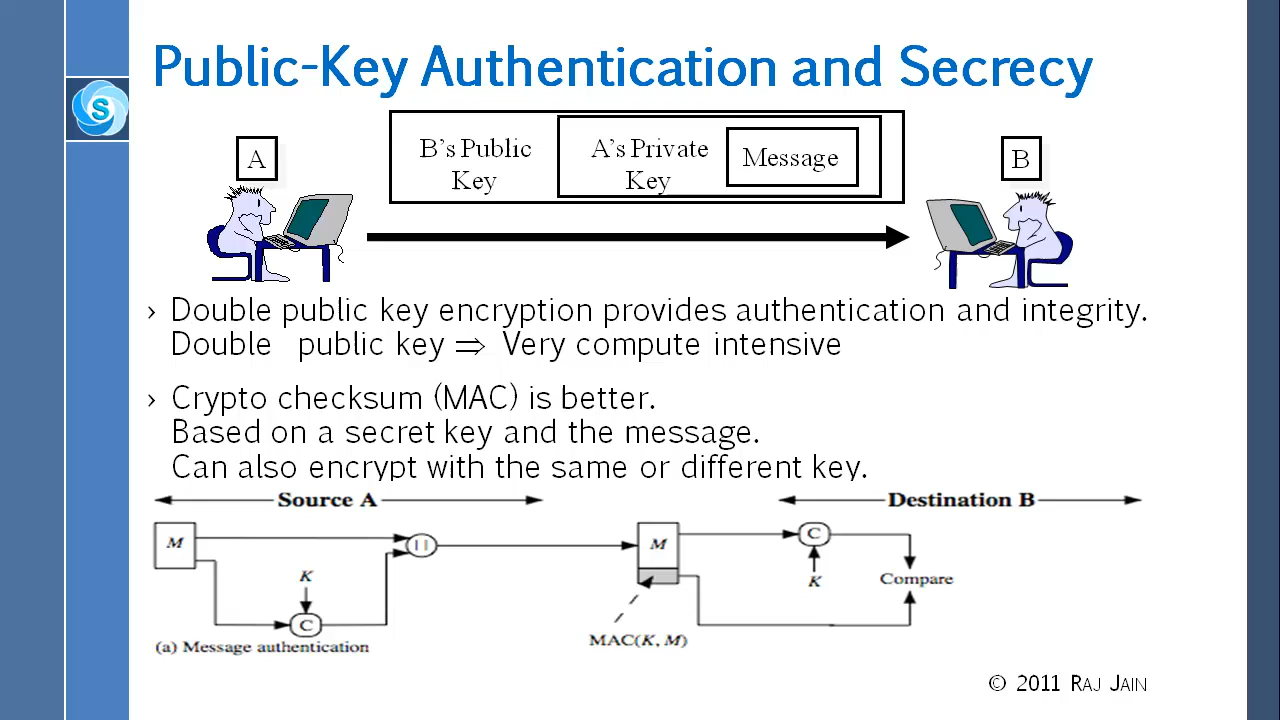 Public-Key Authentication and Secrecy
S
A
B's Public
Key
A's Private
Key
Message
B
› Double public key encryption provides authentication and integrity.
Double public key ⇒ Very compute intensive
› Crypto checksum (MAC) is better.
Based on a secret key and the message.
Can also encrypt with the same or different key.
Source A
Destination B
M
K
C
(a) Message authentication
| |
M
MAC(K, M)
C
K
Compare
© 2011 RAJ JAIN